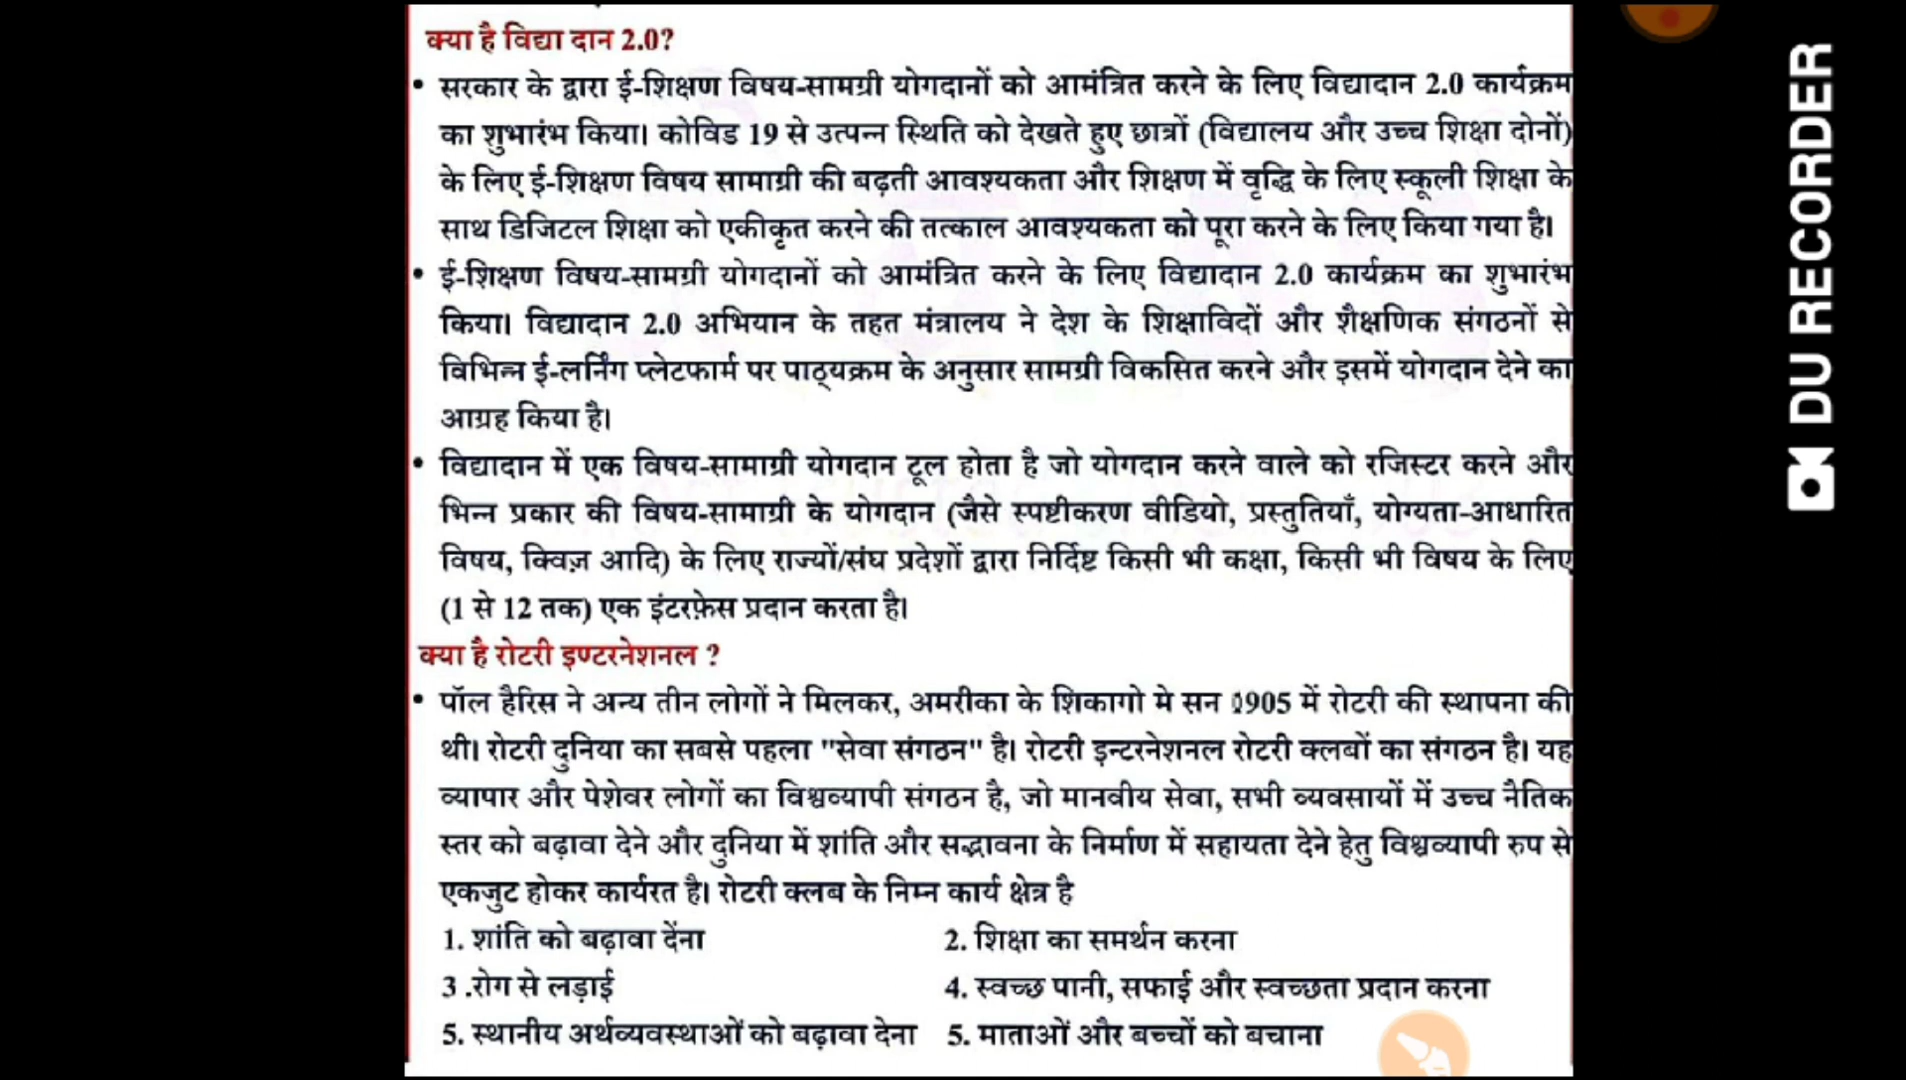 क्या है विद्या दान 2.0?
• सरकार के द्वारा ई-शिक्षण विषय-सामग्री योगदानों को आमंत्रित करने के लिए विद्यादान 2.0 कार्यक्रम
का शुभारंभ किया। कोविड 19 से उत्पन्न स्थिति को देखते हुए छात्रों (विद्यालय और उच्च शिक्षा दोनों)
के लिए ई-शिक्षण विषय सामाग्री की बढ़ती आवश्यकता और शिक्षण में वृद्धि के लिए स्कूली शिक्षा के
साथ डिजिटल शिक्षा को एकीकृत करने की तत्काल आवश्यकता को पूरा करने के लिए किया गया है।
• ई-शिक्षण विषय-सामग्री योगदानों को आमंत्रित करने के लिए विद्यादान 2.0 कार्यक्रम का शुभारंभ
किया। विद्यादान 2.0 अभियान के तहत मंत्रालय ने देश के शिक्षाविदों और शैक्षणिक संगठनों से
विभिन्न ई-लर्निंग प्लेटफार्म पर पाठ्यक्रम के अनुसार सामग्री विकसित करने और इसमें योगदान देने का
आग्रह किया है।
• विद्यादान में एक विषय-सामाग्री योगदान टूल होता है जो योगदान करने वाले को रजिस्टर करने और
भिन्न प्रकार की विषय-सामाग्री के योगदान (जैसे स्पष्टीकरण वीडियो, प्रस्तुतियाँ, योग्यता-आधारित
विषय, क्विज़ आदि) के लिए राज्यों/संघ प्रदेशों द्वारा निर्दिष्ट किसी भी कक्षा, किसी भी विषय के लिए
(1 से 12 तक) एक इंटरफ़ेस प्रदान करता है।
क्या है रोटरी इण्टरनेशनल ?
• पॉल हैरिस ने अन्य तीन लोगों ने मिलकर, अमरीका के शिकागो मे सन 1905 में रोटरी की स्थापना की
थी। रोटरी दुनिया का सबसे पहला "सेवा संगठन" है। रोटरी इन्टरनेशनल रोटरी क्लबों का संगठन है। यह
व्यापार और पेशेवर लोगों का विश्वव्यापी संगठन है, जो मानवीय सेवा, सभी व्यवसायों में उच्च नैतिक
स्तर को बढ़ावा देने और दुनिया में शांति और सद्भावना के निर्माण में सहायता देने हेतु विश्वव्यापी रुप से
एकजुट होकर कार्यरत है। रोटरी क्लब के निम्न कार्य क्षेत्र है
1. शांति को बढ़ावा देंना 2. शिक्षा का समर्थन करना
3 .रोग से लड़ाई 4. स्वच्छ पानी, सफाई और स्वच्छता प्रदान करना
5. स्थानीय अर्थव्यवस्थाओं को बढ़ावा देना 5. माताओं और बच्चों को बचाना
DU RECORDER